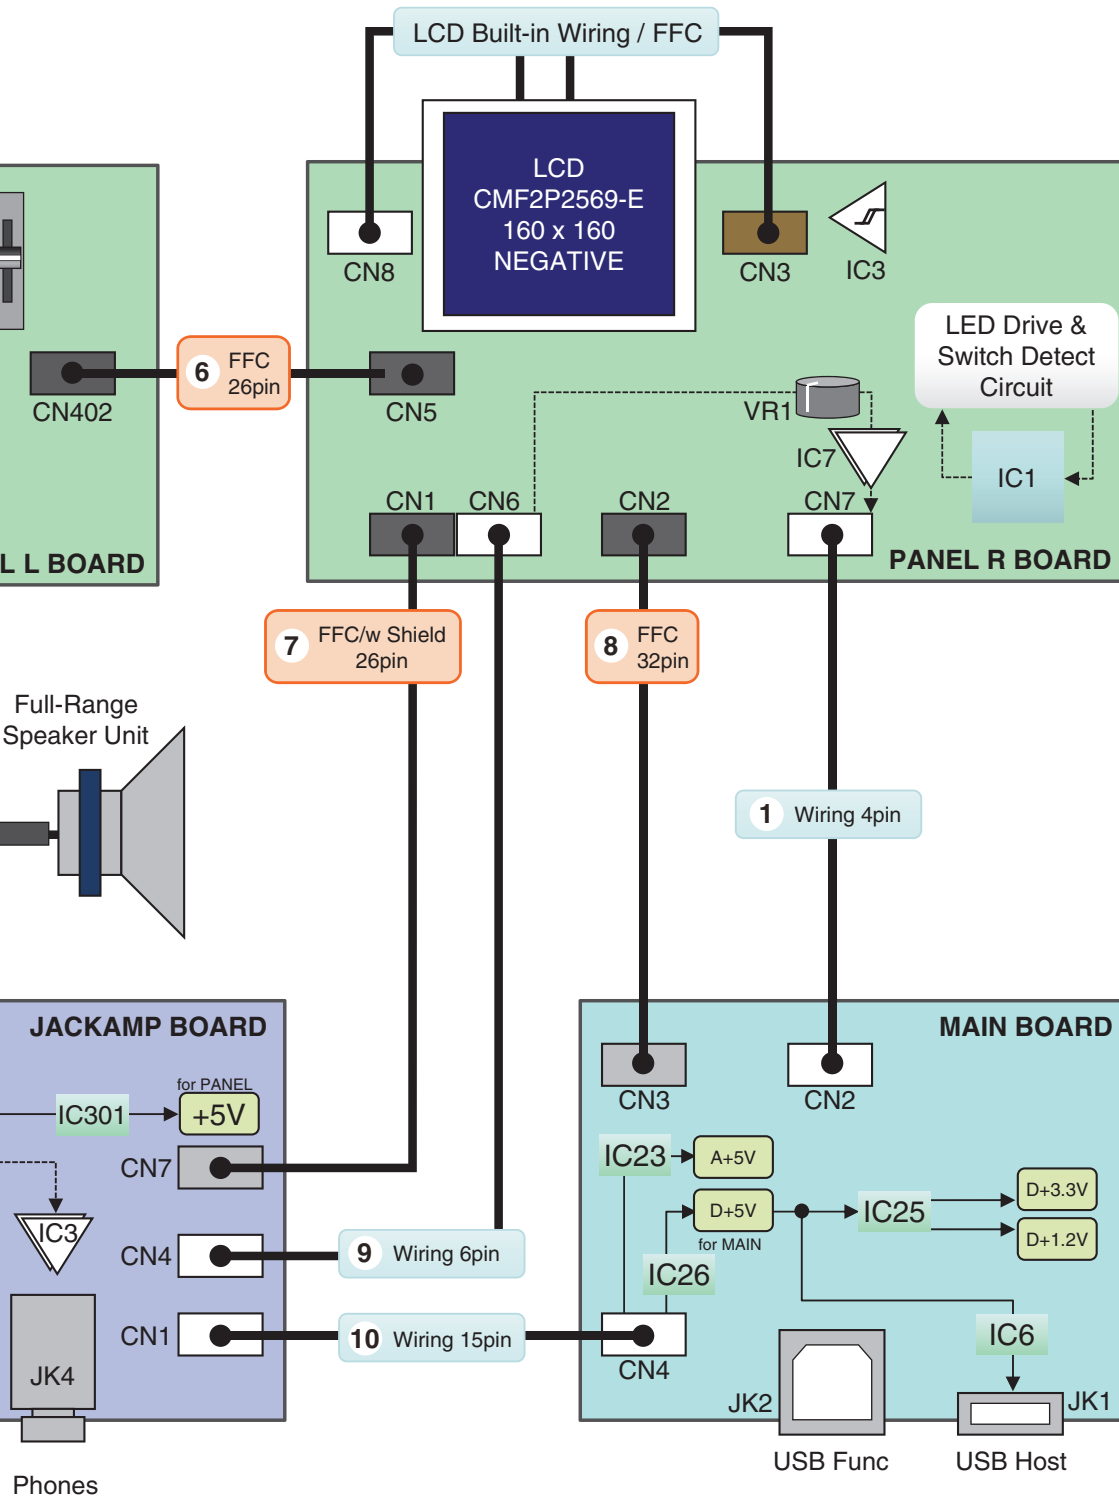 LCD Built-in Wiring / FFC
LCD
CMF2P2569-E
160 x 160
NEGATIVE
CN8
CN3
IC3
LED Drive &
Switch Detect
Circuit
6 FFC
26pin
CN402
CN5
VR1
IC7
IC1
CN1
CN6
CN2
CN7
L L BOARD
PANEL R BOARD
7 FFC/w Shield
26pin
8 FFC
32pin
Full-Range
Speaker Unit
1 Wiring 4pin
JACKAMP BOARD
MAIN BOARD
for PANEL
IC301
+5V
CN3
CN2
CN7
IC23
A+5V
D+5V
for MAIN
IC25
D+3.3V
D+1.2V
IC3
CN4
9 Wiring 6pin
IC26
CN1
10 Wiring 15pin
CN4
IC6
JK4
JK2
JK1
USB Func
USB Host
Phones